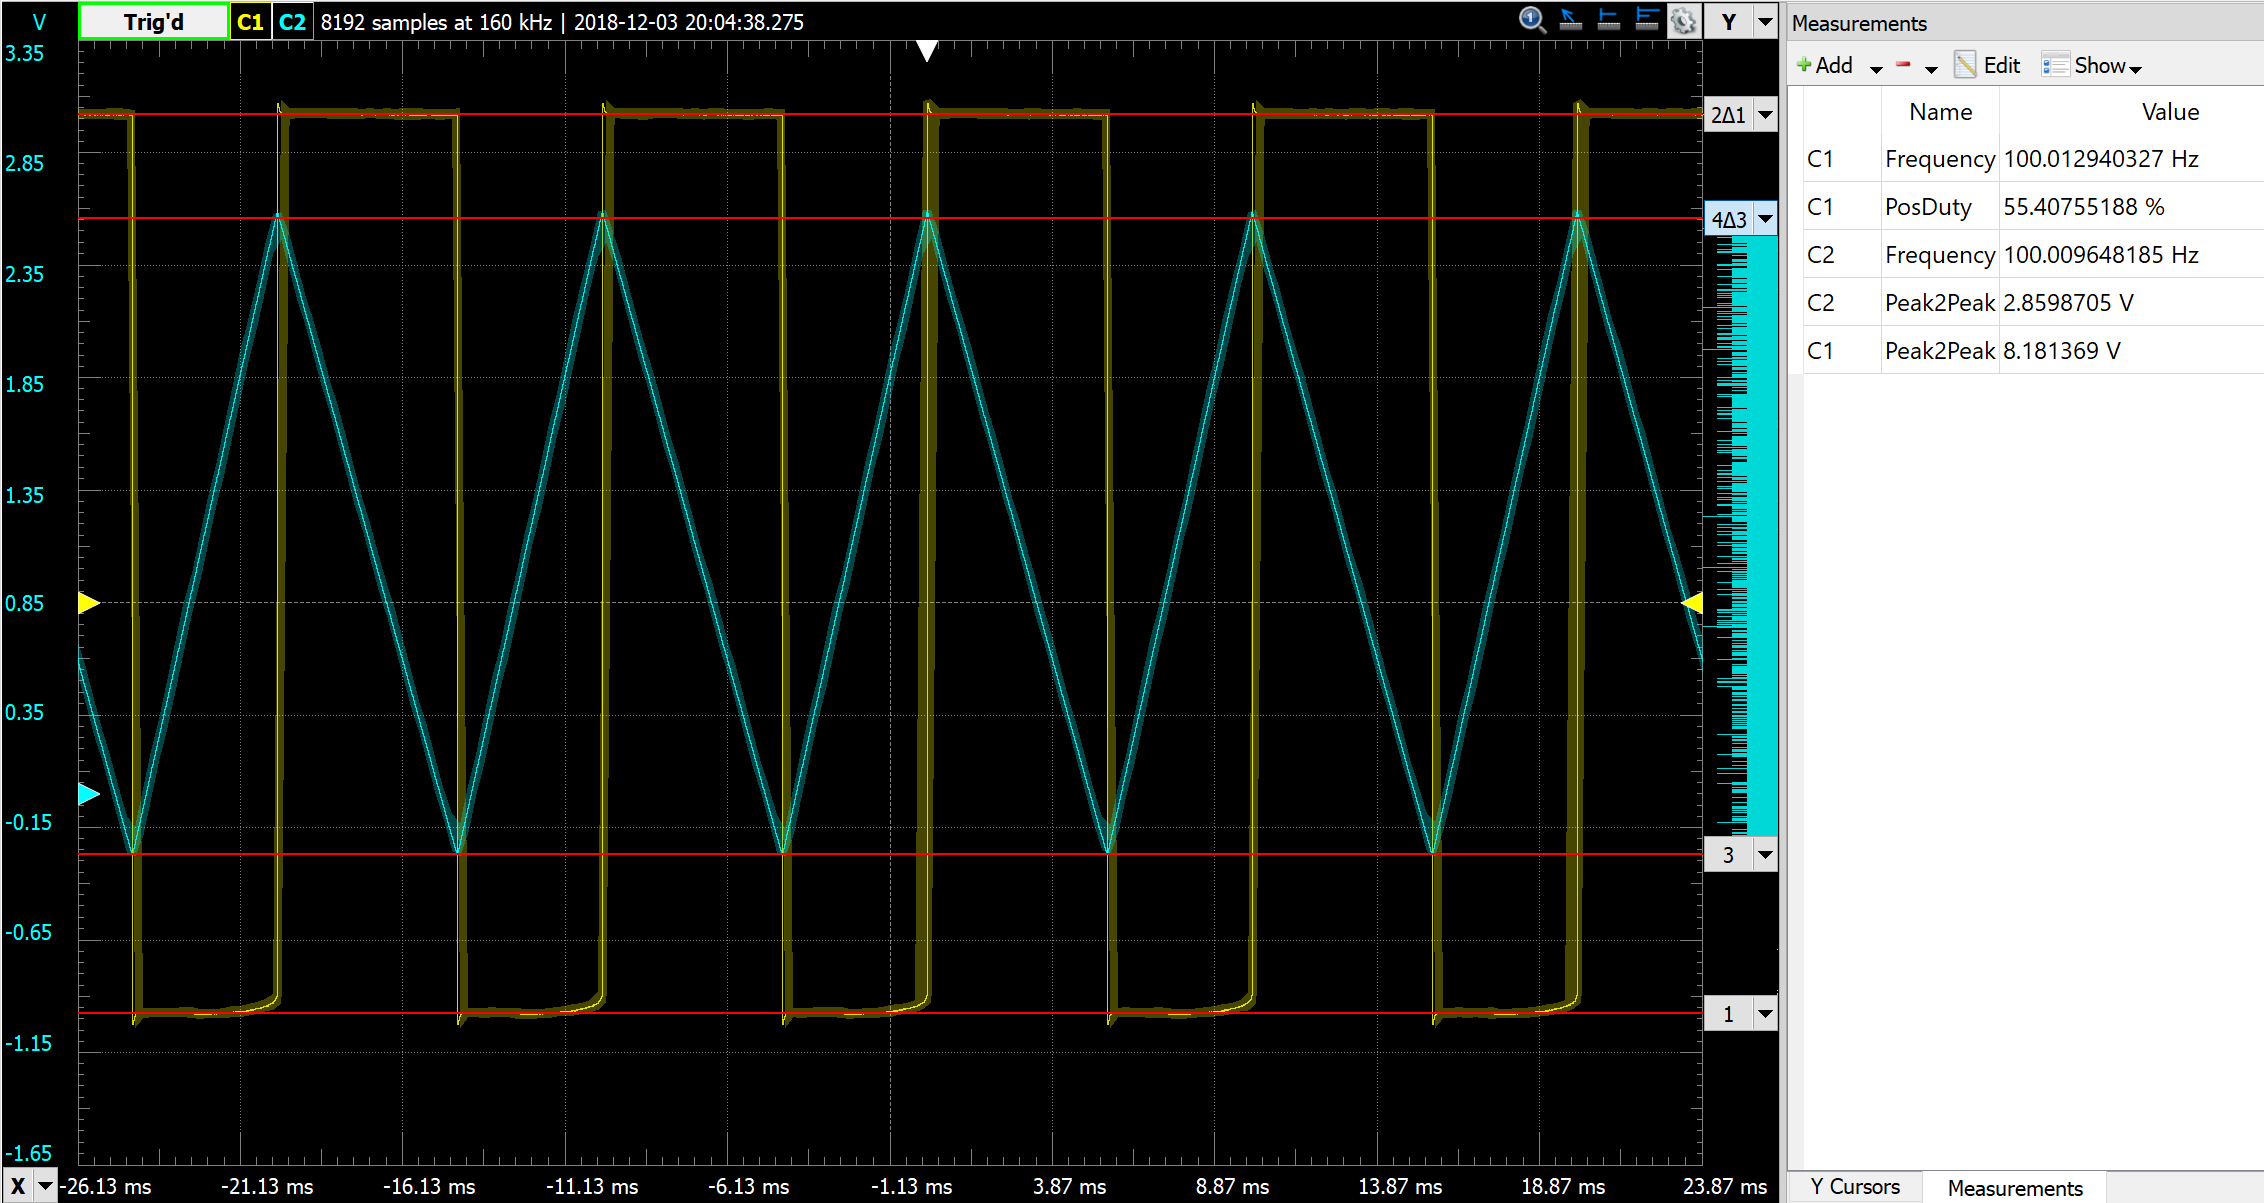 V Trig'd C1 C2 8192 samples at 160 kHz | 2018-12-03 20:04:38.275 Y
3.35
2.85
2.35
1.85
1.35
0.85
0.35
-0.15
-0.65
-1.15
-1.65
2Δ1
4Δ3
3
1
X -26.13 ms -21.13 ms -16.13 ms -11.13 ms -6.13 ms -1.13 ms 3.87 ms 8.87 ms 13.87 ms 18.87 ms 23.87 ms
Measurements
Add Edit Show
Name Value
C1 Frequency 100.012940327 Hz
C1 PosDuty 55.40755188 %
C2 Frequency 100.009648185 Hz
C2 Peak2Peak 2.8598705 V
C1 Peak2Peak 8.181369 V
Y Cursors Measurements